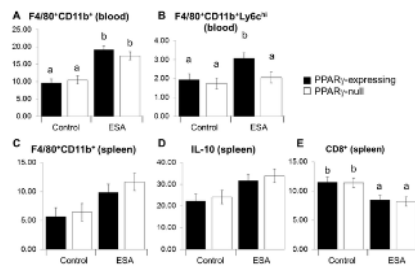 A F4/80⁺CD11b⁺ (blood)
25.00
20.00
15.00
10.00
5.00
0.00
a a b b
Control ESA
B F4/80⁺CD11b⁺Ly6cʰⁱ
(blood)
4.00
3.00
2.00
1.00
0.00
a a b a
Control ESA
PPARγ-expressing
PPARγ-null
C F4/80⁺CD11b⁺ (spleen)
15.00
10.00
5.00
0.00
Control ESA
D IL-10 (spleen)
40.00
30.00
20.00
10.00
0.00
Control ESA
E CD8⁺ (spleen)
15.00
10.00
5.00
0.00
b b a a
Control ESA